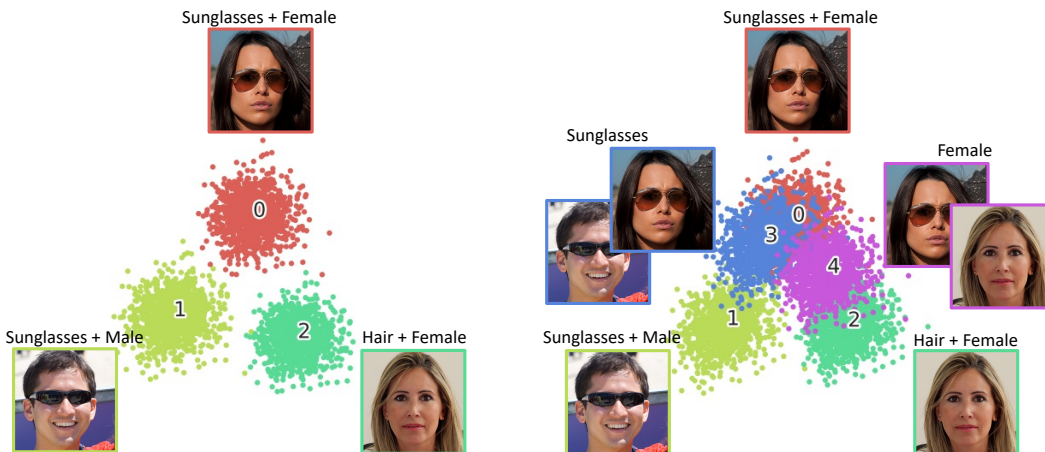 Sunglasses + Female
0
1
2
Sunglasses + Male
Hair + Female
Sunglasses + Female
Sunglasses
Female
0
3
4
1
2
Sunglasses + Male
Hair + Female